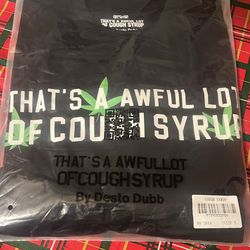 THAT'S A AWFUL LOT
OF COUGH SYRUP
THAT'S A AWFUL LOT
OF COUGH SYRUP
THAT'S A AWFULLOT
OFCOUGHSYRUP
By Desto Dubb